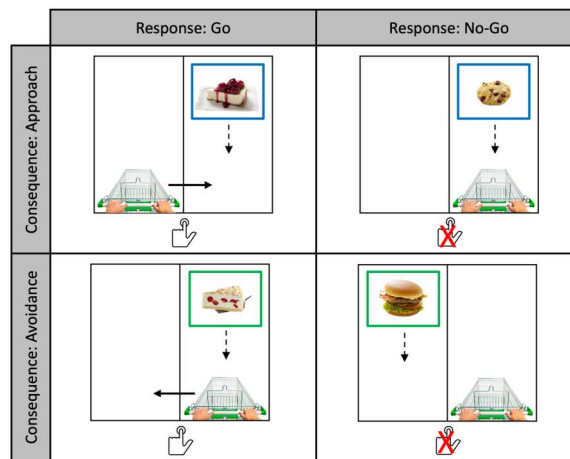 Response: Go
Response: No-Go
Consequence: Approach
Consequence: Avoidance